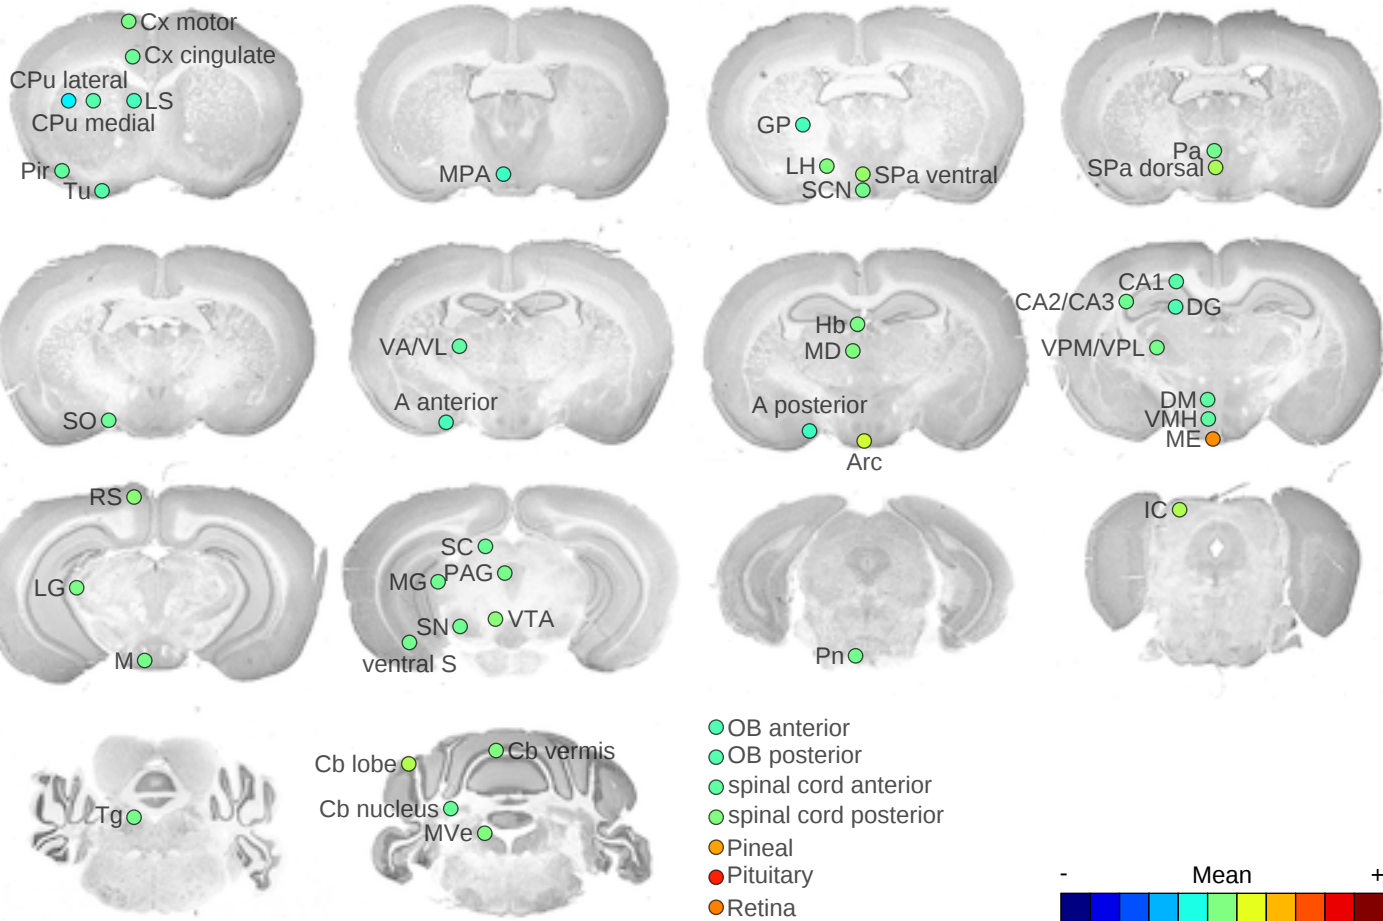 Cx motor
Cx cingulate
CPu lateral
LS
CPu medial
Pir
Tu
MPA
GP
LH
SPa ventral
SCN
Pa
SPa dorsal
SO
VA/VL
A anterior
Hb
MD
A posterior
Arc
CA1
CA2/CA3
DG
VPM/VPL
DM
VMH
ME
RS
LG
M
SC
PAG
MG
VTA
SN
ventral S
Pn
IC
Tg
Cb vermis
Cb lobe
Cb nucleus
MVe
OB anterior
OB posterior
spinal cord anterior
spinal cord posterior
Pineal
Pituitary
Retina
- Mean +